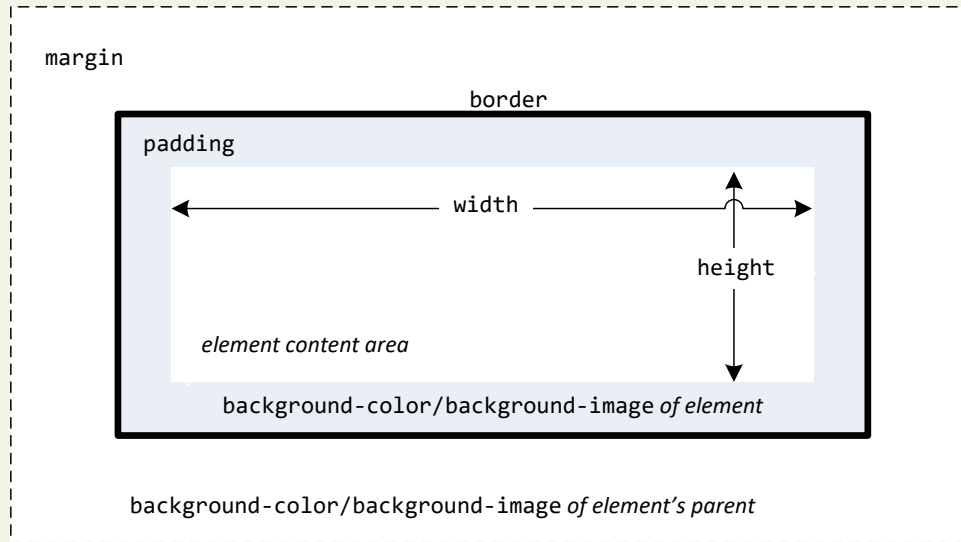 margin
border
padding
width
height
element content area
background-color/background-image of element
background-color/background-image of element’s parent